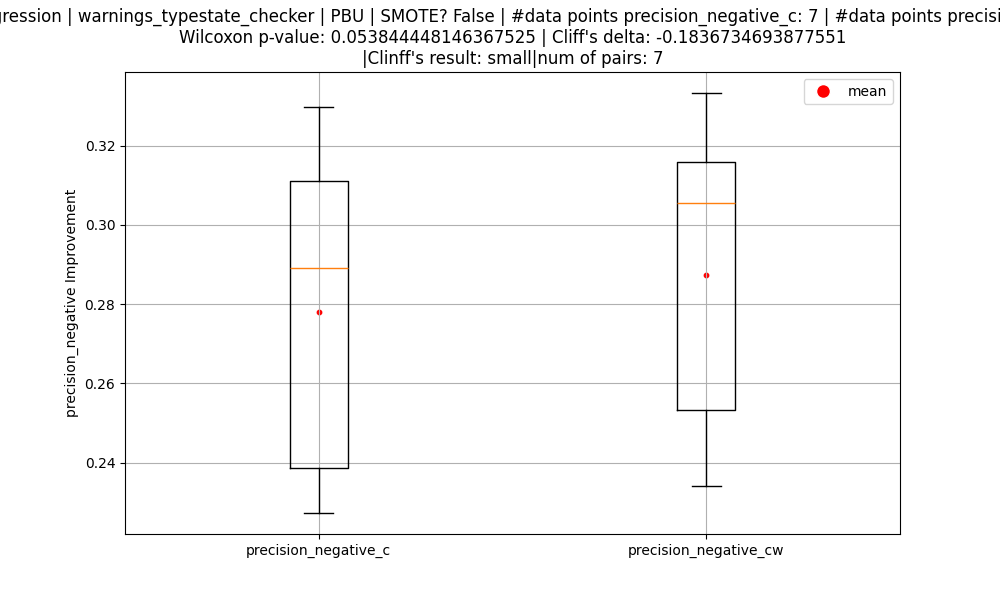 gression | warnings_typestate_checker | PBU | SMOTE? False | #data points precision_negative_c: 7 | #data points precisi
Wilcoxon p-value: 0.053844448146367525 | Cliff's delta: -0.1836734693877551
|Clinff's result: small|num of pairs: 7
mean
0.32
0.30
0.28
0.26
0.24
precision_negative Improvement
precision_negative_c
precision_negative_cw